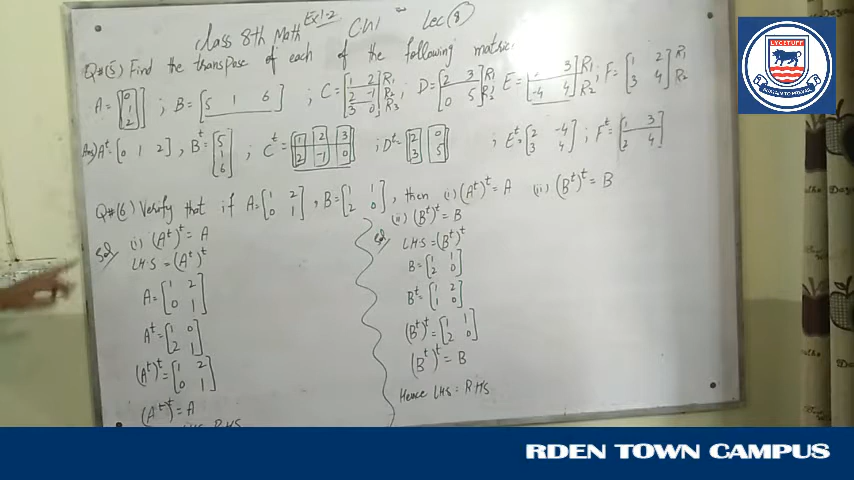 Class 8th Math Ex1.2 Ch1 Lec (8)
Q#(5) Find the transpose of each of the following matric
A = [0 1 2] ; B = [5 1 6] ; C = [1 2 2 -1 3 0] R1 R2 R3 ; D = [2 3 0 5] R1 R2 E = [3 -4 4] R1 R2 ; F = [1 2 3 4] R1 R2
Ans) A^t = [0 1 2] , B^t = [5 1 6] ; C^t = [1 2 3 2 -1 0] ; D^t = [2 0 3 5] ; E^t = [2 -4 3 4] ; F^t = [1 3 2 4]
Q#(6) Verify that if A = [1 2 0 1] , B = [1 1 2 0] , then (i) (A^t)^t = A (ii) (B^t)^t = B
Sol (i) (A^t)^t = A
LHS = (A^t)^t
A = [1 2 0 1]
A^t = [1 0 2 1]
(A^t)^t = [1 2 0 1]
(A^t)^t = A
LHS RHS
(ii) (B^t)^t = B
Sol LHS = (B^t)^t
B = [1 1 2 0]
B^t = [1 2 1 0]
(B^t)^t = [1 1 2 0]
(B^t)^t = B
Hence LHS = RHS
LYCETUFF
RDEN TOWN CAMPUS